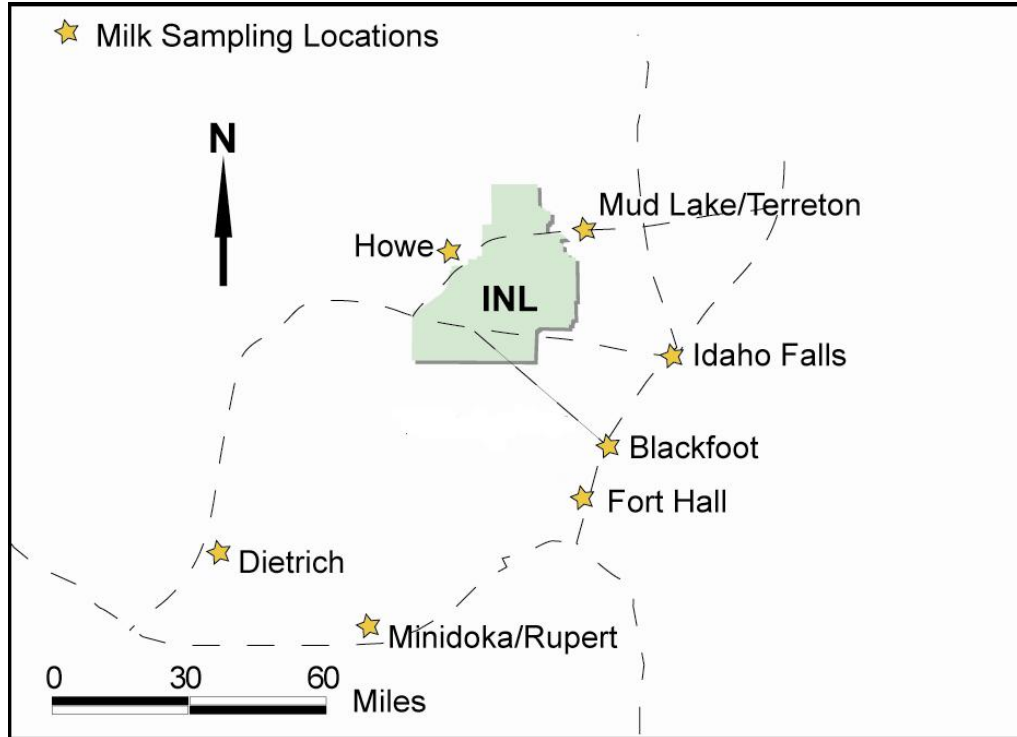 Milk Sampling Locations
N
Mud Lake/Terreton
Howe
INL
Idaho Falls
Blackfoot
Fort Hall
Dietrich
Minidoka/Rupert
0 30 60
Miles